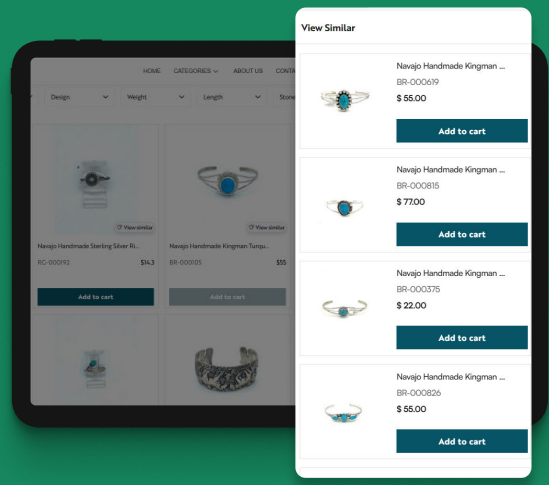 View Similar
HOME CATEGORIES ABOUT US CONTA
Design Weight Length Stone
View similar
View similar
Navajo Handmade Sterling Silver Ri...
RG-000193 $14.3
Add to cart
Navajo Handmade Kingman Turqu...
BR-000105 $55
Add to cart
Navajo Handmade Kingman ...
BR-000619
$ 55.00
Add to cart
Navajo Handmade Kingman ...
BR-000815
$ 77.00
Add to cart
Navajo Handmade Kingman ...
BR-000375
$ 22.00
Add to cart
Navajo Handmade Kingman ...
BR-000826
$ 55.00
Add to cart